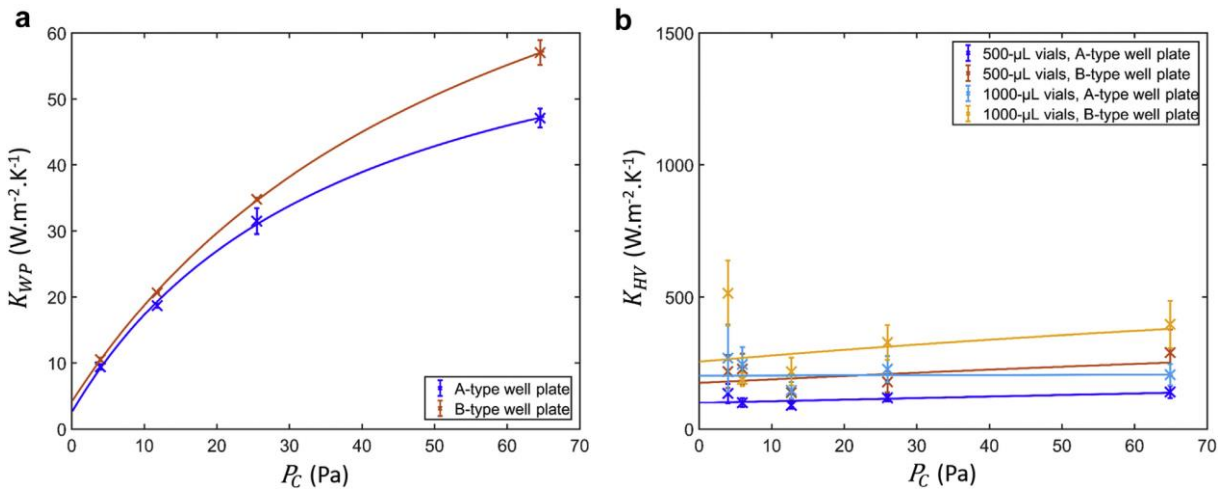 a
60
50
40
30
20
10
0
K_WP (W.m⁻².K⁻¹)
0 10 20 30 40 50 60 70
P_C (Pa)
A-type well plate
B-type well plate
b
1500
1000
500
0
K_HV (W.m⁻².K⁻¹)
0 10 20 30 40 50 60 70
P_C (Pa)
500-µL vials, A-type well plate
500-µL vials, B-type well plate
1000-µL vials, A-type well plate
1000-µL vials, B-type well plate